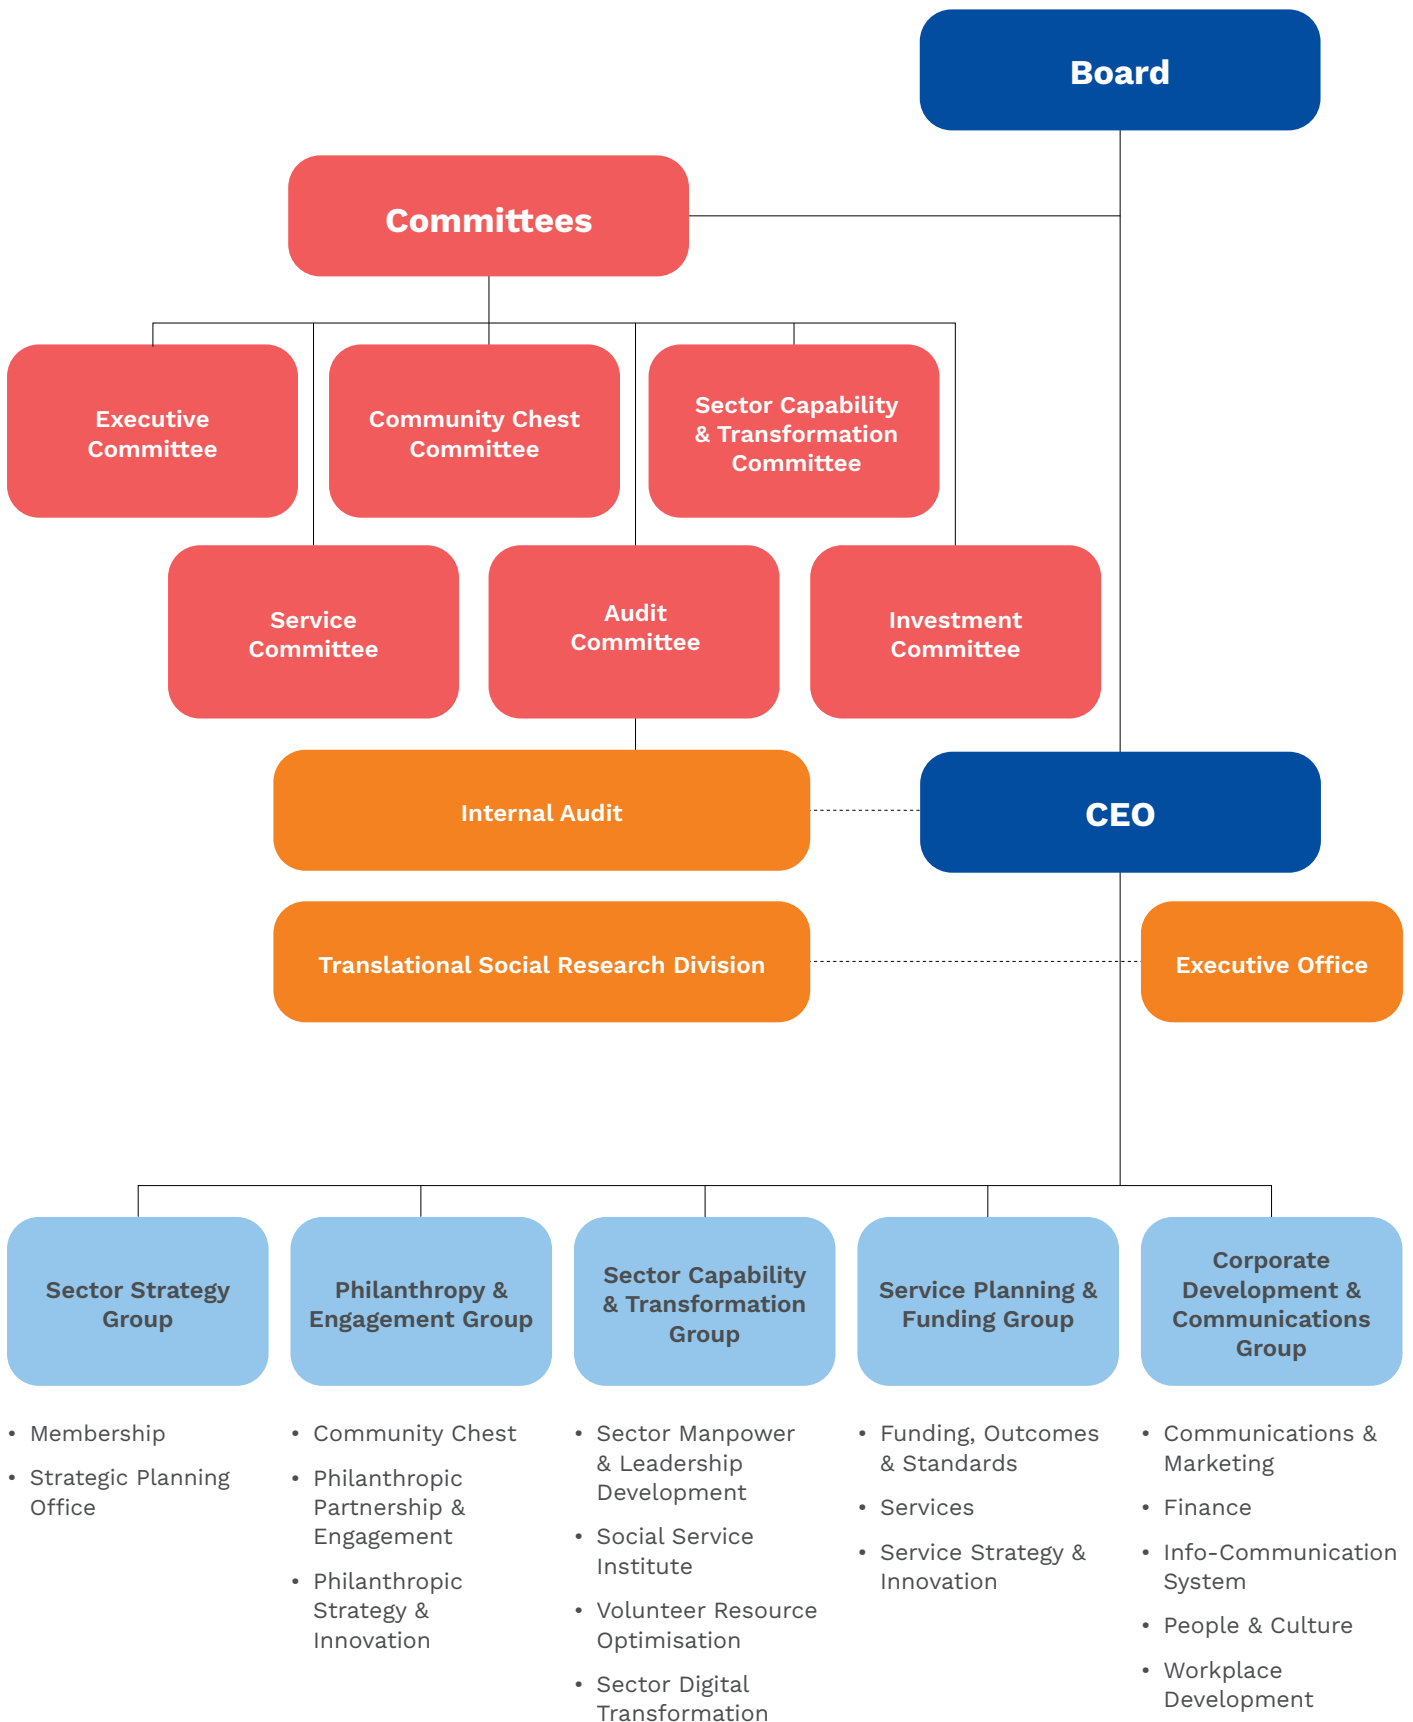 Board
Committees
Executive
Committee
Community Chest
Committee
Sector Capability
& Transformation
Committee
Service
Committee
Audit
Committee
Investment
Committee
Internal Audit
CEO
Translational Social Research Division
Executive Office
Sector Strategy
Group
Philanthropy &
Engagement Group
Sector Capability
& Transformation
Group
Service Planning &
Funding Group
Corporate
Development &
Communications
Group
• Membership
• Strategic Planning
Office
• Community Chest
• Philanthropic
Partnership &
Engagement
• Philanthropic
Strategy &
Innovation
• Sector Manpower
& Leadership
Development
• Social Service
Institute
• Volunteer Resource
Optimisation
• Sector Digital
Transformation
• Funding, Outcomes
& Standards
• Services
• Service Strategy &
Innovation
• Communications &
Marketing
• Finance
• Info-Communication
System
• People & Culture
• Workplace
Development